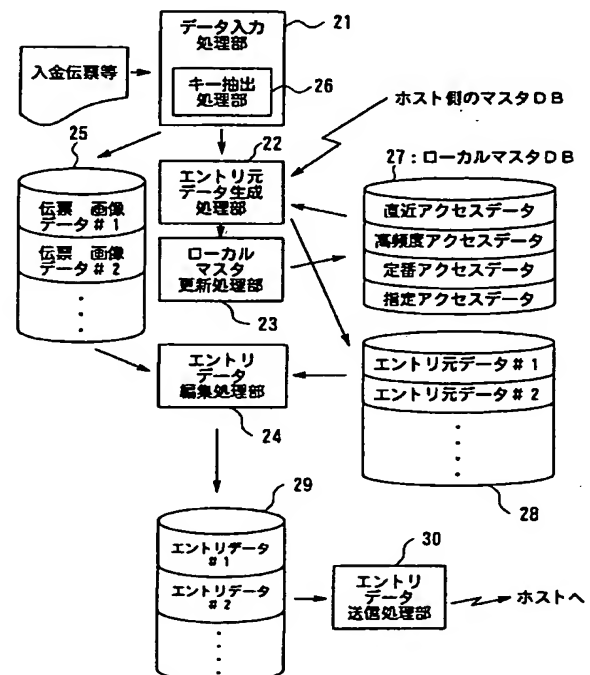 データ入力
処理部
21
入金伝票等
キー抽出
処理部
26
ホスト側のマスタDB
25
22
27:ローカルマスタDB
エントリ元
データ生成
処理部
伝票 画像
データ#1
伝票 画像
データ#2
直近アクセスデータ
高頻度アクセスデータ
定番アクセスデータ
指定アクセスデータ
ローカル
マスタ
更新処理部
23
エントリ
データ
編集処理部
24
エントリ元データ#1
エントリ元データ#2
28
29
エントリデータ
#1
エントリデータ
#2
30
エントリ
データ
送信処理部
ホストへ